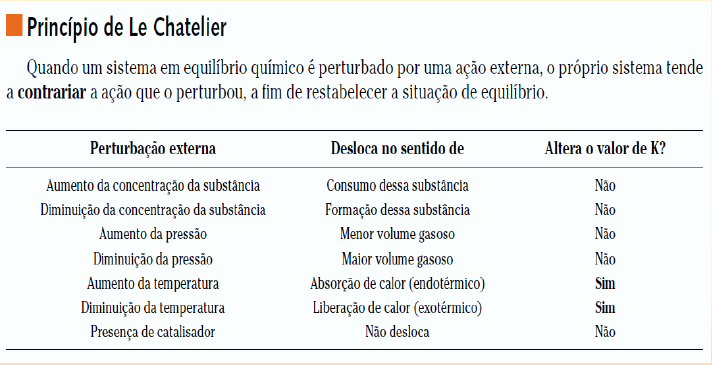 Princípio de Le Chatelier
Quando um sistema em equilíbrio químico é perturbado por uma ação externa, o próprio sistema tende
a contrariar a ação que o perturbou, a fim de restabelecer a situação de equilíbrio.
Perturbação externa Desloca no sentido de Altera o valor de K?
Aumento da concentração da substância Consumo dessa substância Não
Diminuição da concentração da substância Formação dessa substância Não
Aumento da pressão Menor volume gasoso Não
Diminuição da pressão Maior volume gasoso Não
Aumento da temperatura Absorção de calor (endotérmico) Sim
Diminuição da temperatura Liberação de calor (exotérmico) Sim
Presença de catalisador Não desloca Não